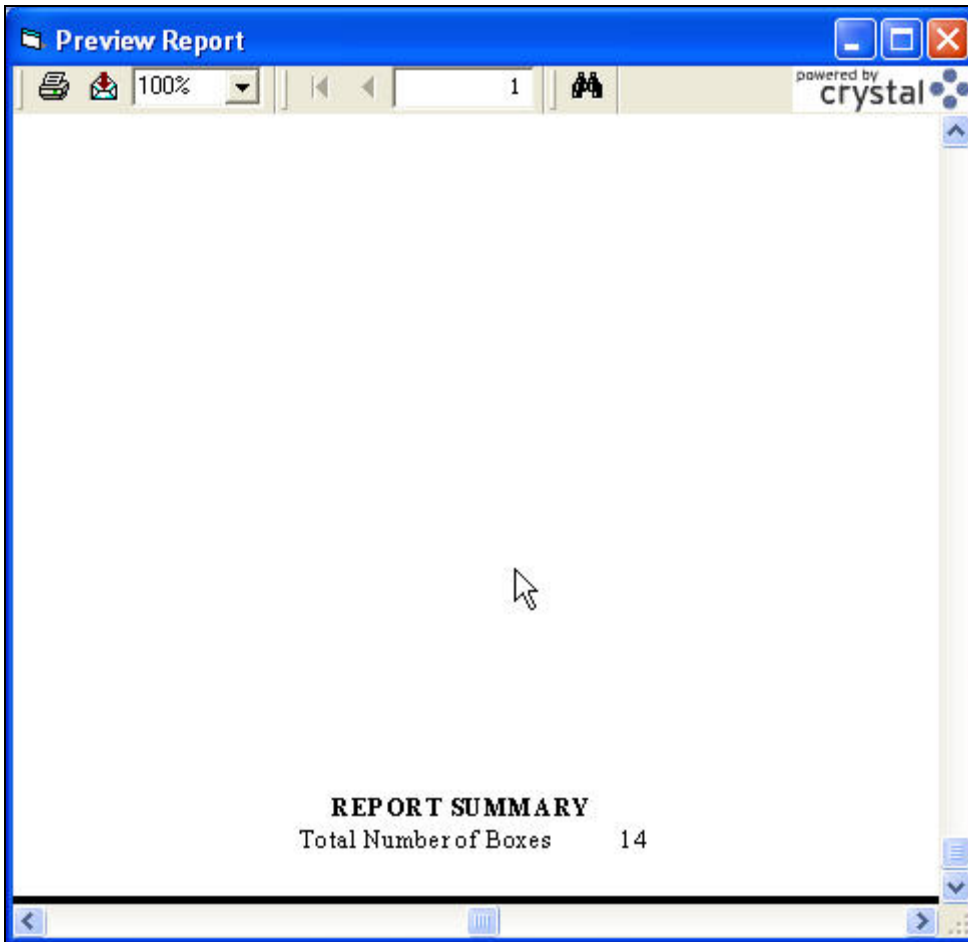 Preview Report
100%
1
powered by
crystal
REPORT SUMMARY
Total Number of Boxes 14